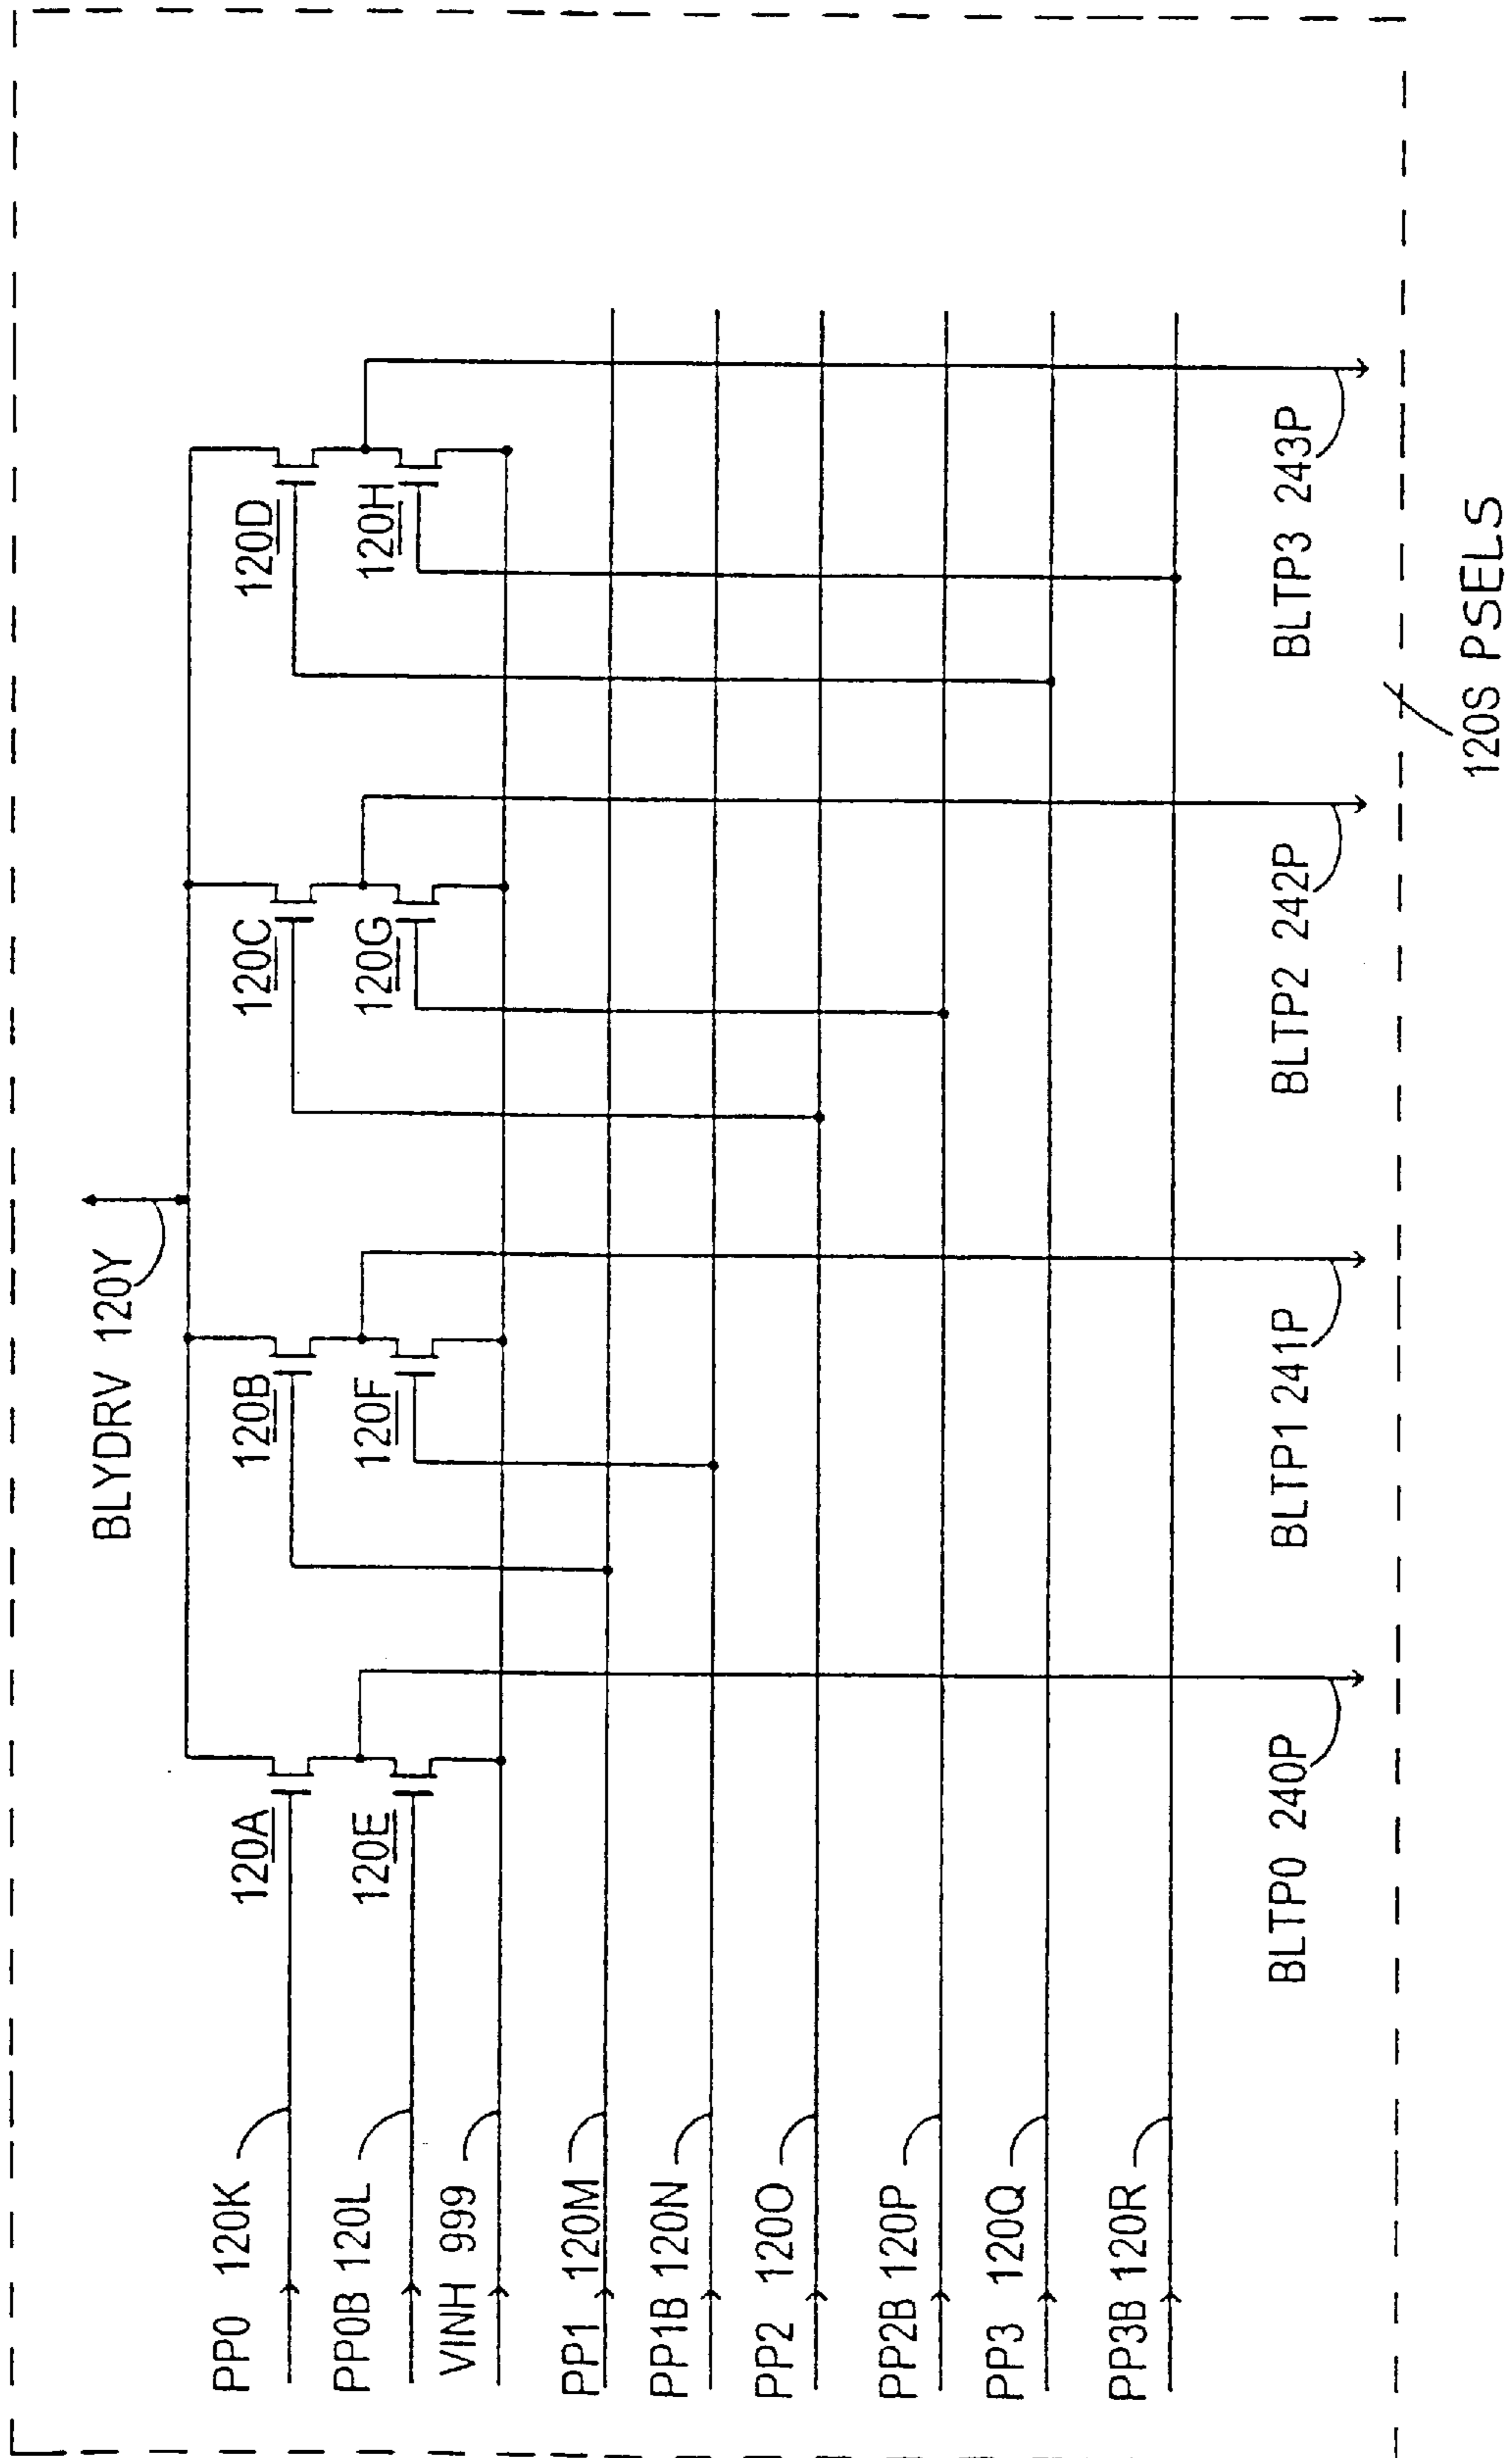 BLYDRV 120Y
PP0 120K
120A
120B
120C
120D
PP0B 120L
120E
120F
120G
120H
VINH 999
PP1 120M
PP1B 120N
PP2 120O
PP2B 120P
PP3 120Q
PP3B 120R
BLTP0 240P
BLTP1 241P
BLTP2 242P
BLTP3 243P
120S PSELS